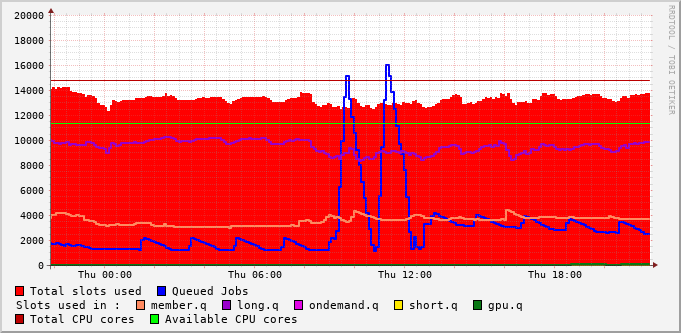 20000
18000
16000
14000
12000
10000
8000
6000
4000
2000
0
Thu 00:00 Thu 06:00 Thu 12:00 Thu 18:00
Total slots used Queued Jobs
Slots used in : member.q long.q ondemand.q short.q gpu.q
Total CPU cores Available CPU cores
RRDTOOL / TOBI OETIKER